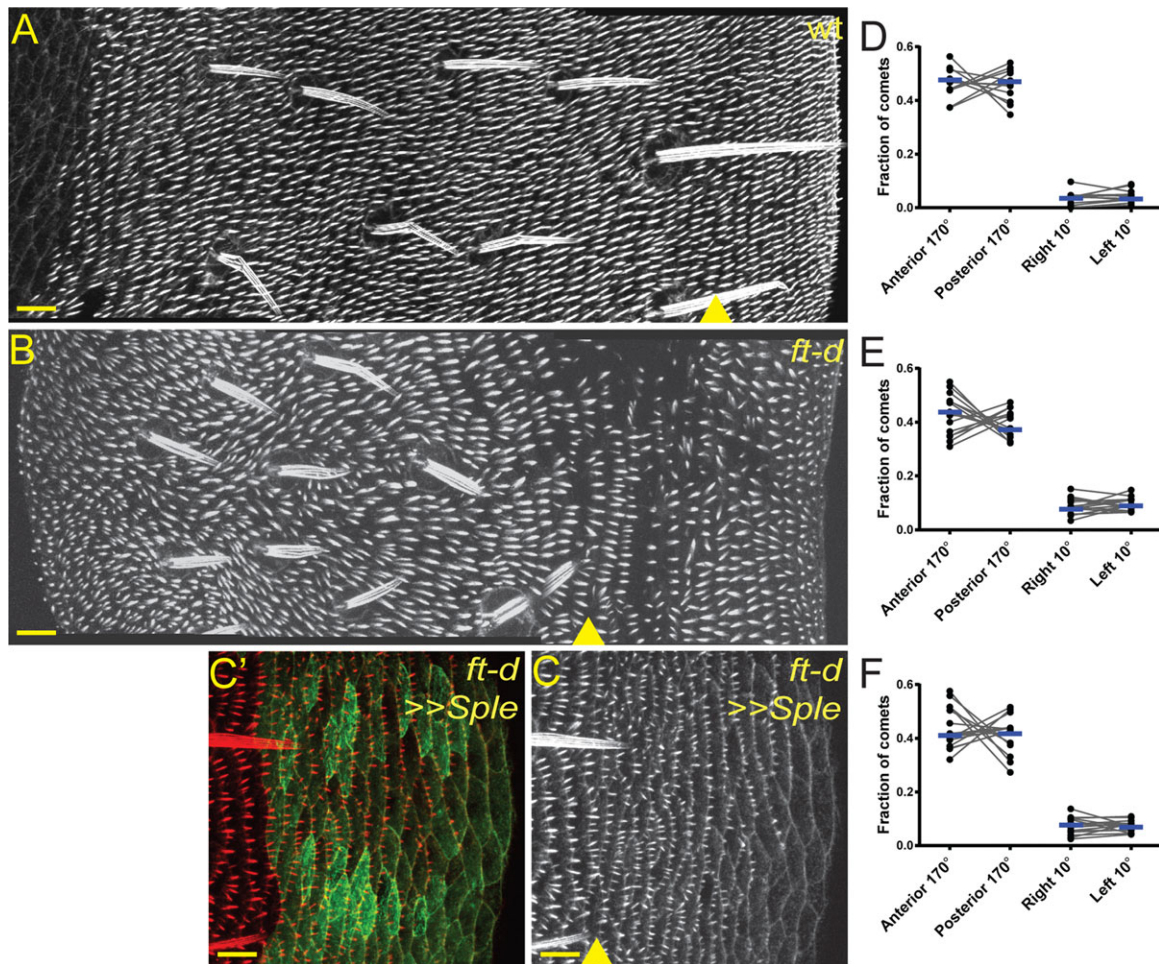 A
wt
B
ft-d
C'
ft-d
>>Sple
C
ft-d
>>Sple
D
Fraction of comets
0.6
0.4
0.2
0.0
Anterior 170°
Posterior 170°
Right 10°
Left 10°
E
Fraction of comets
0.6
0.4
0.2
0.0
Anterior 170°
Posterior 170°
Right 10°
Left 10°
F
Fraction of comets
0.6
0.4
0.2
0.0
Anterior 170°
Posterior 170°
Right 10°
Left 10°